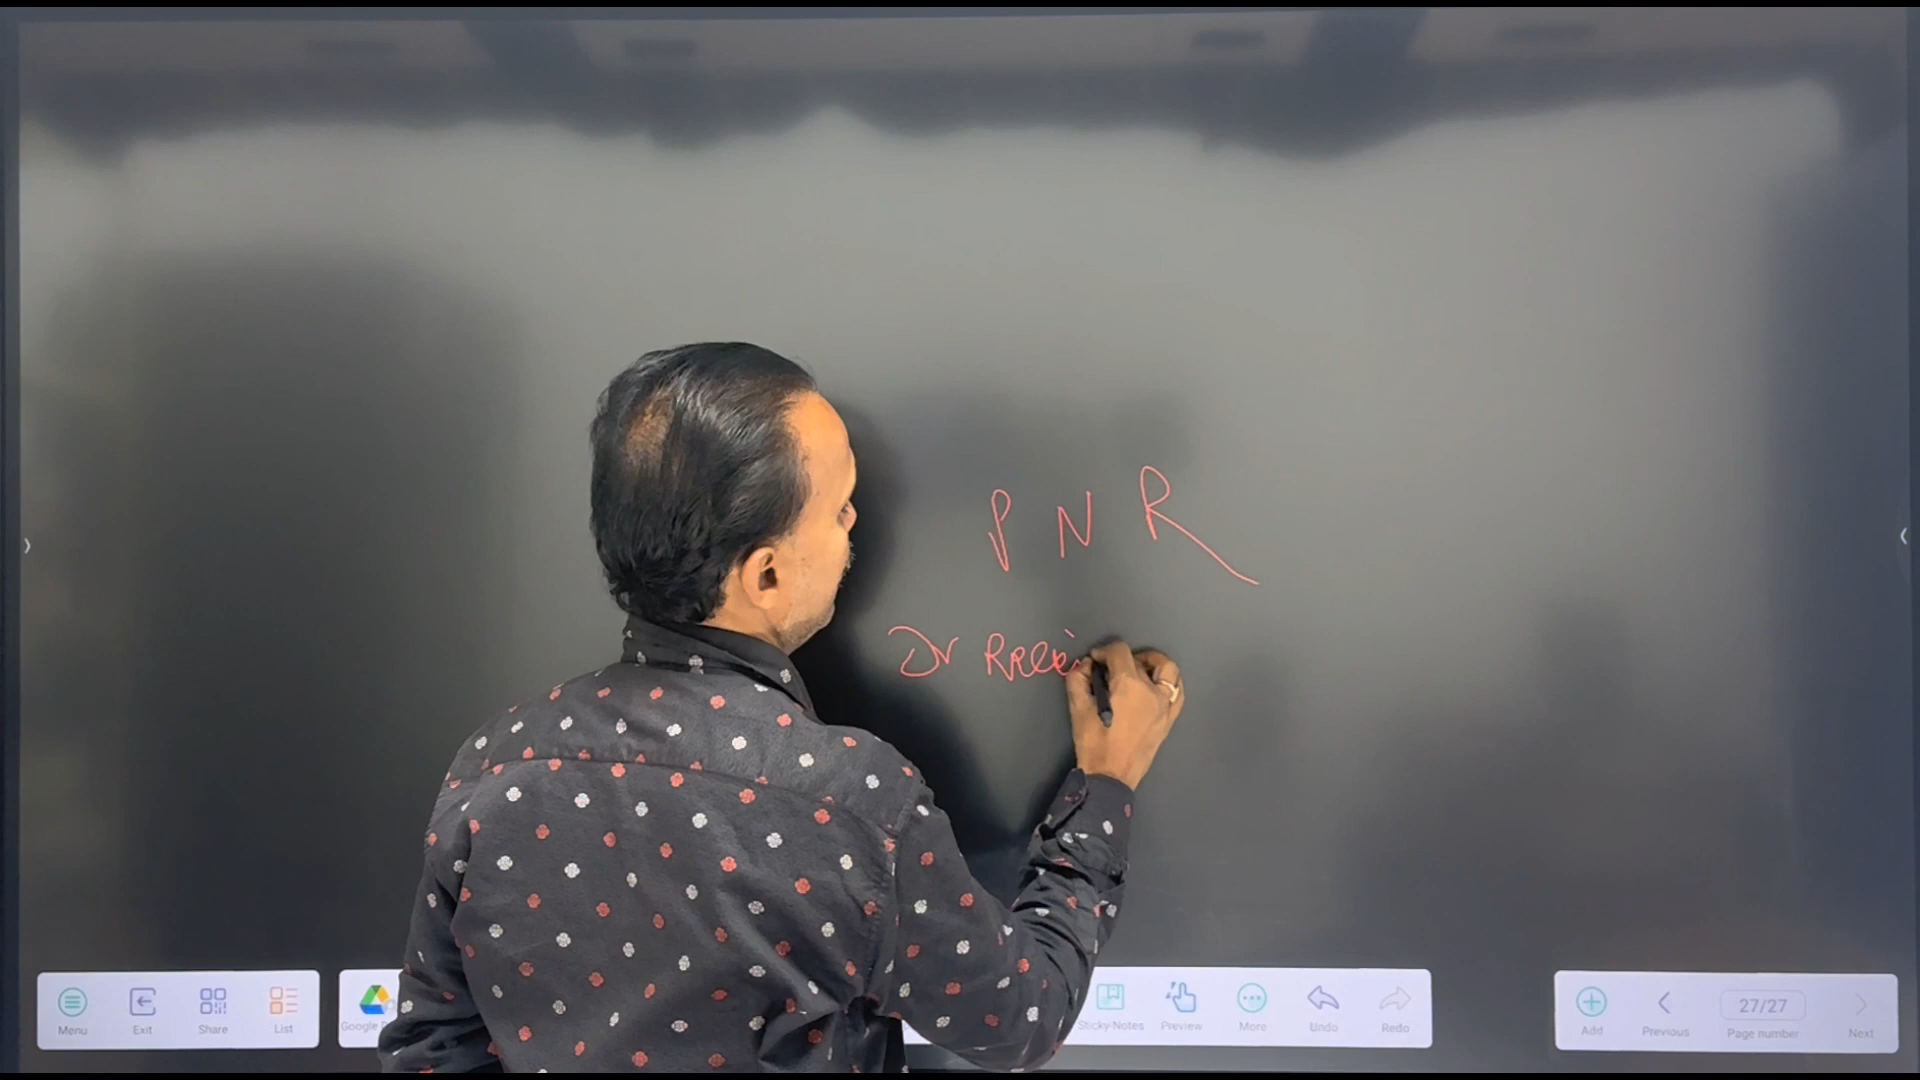 P N R
Dr
Menu Exit Share List Google Sticky-Notes Preview More Undo Redo Add Previous 27/27 Page number Next